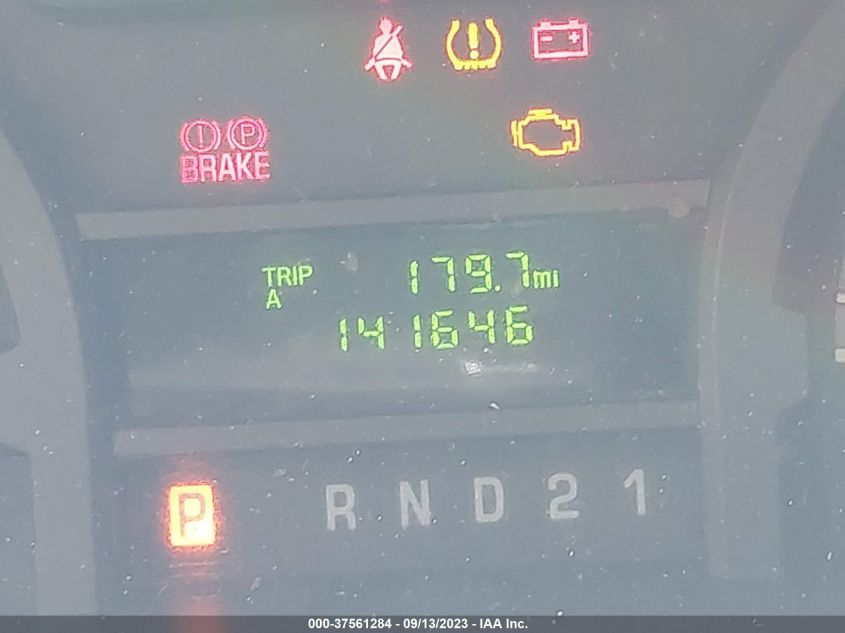 BRAKE
TRIP 179.7mi
A
141646
P R N D 2 1
000-37561284 - 09/13/2023 - IAA Inc.